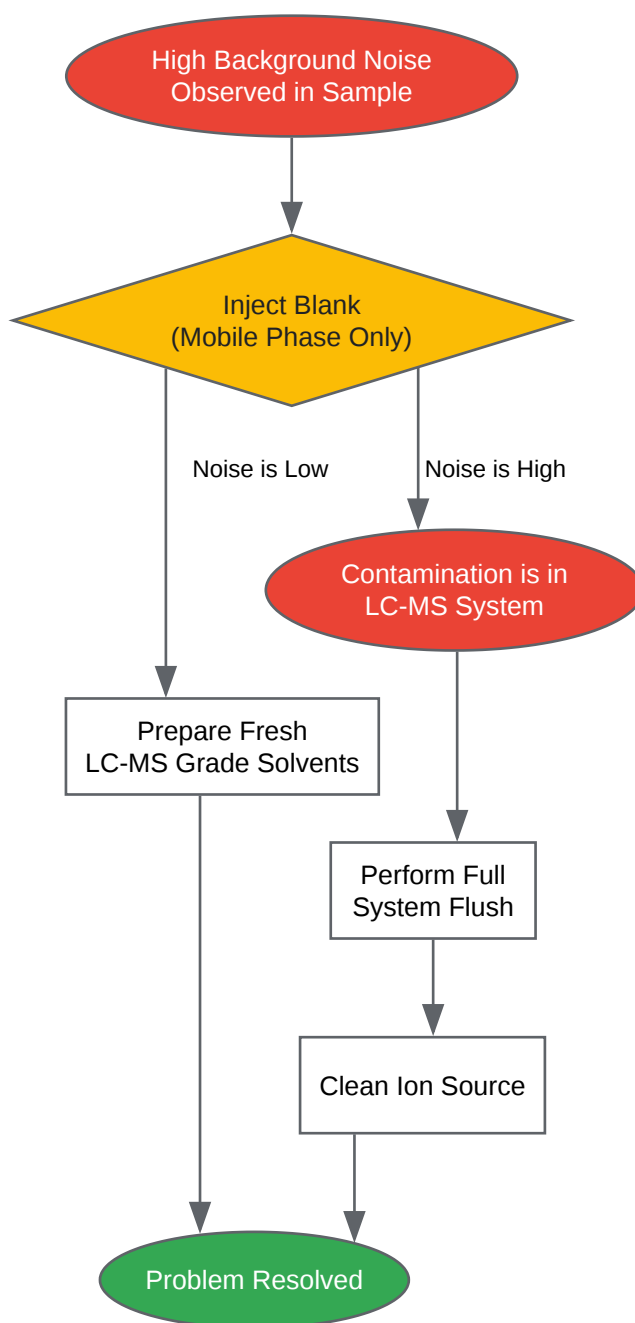 High Background Noise
Observed in Sample
Inject Blank
(Mobile Phase Only)
Noise is Low
Noise is High
Contamination is in
LC-MS System
Prepare Fresh
LC-MS Grade Solvents
Perform Full
System Flush
Clean Ion Source
Problem Resolved